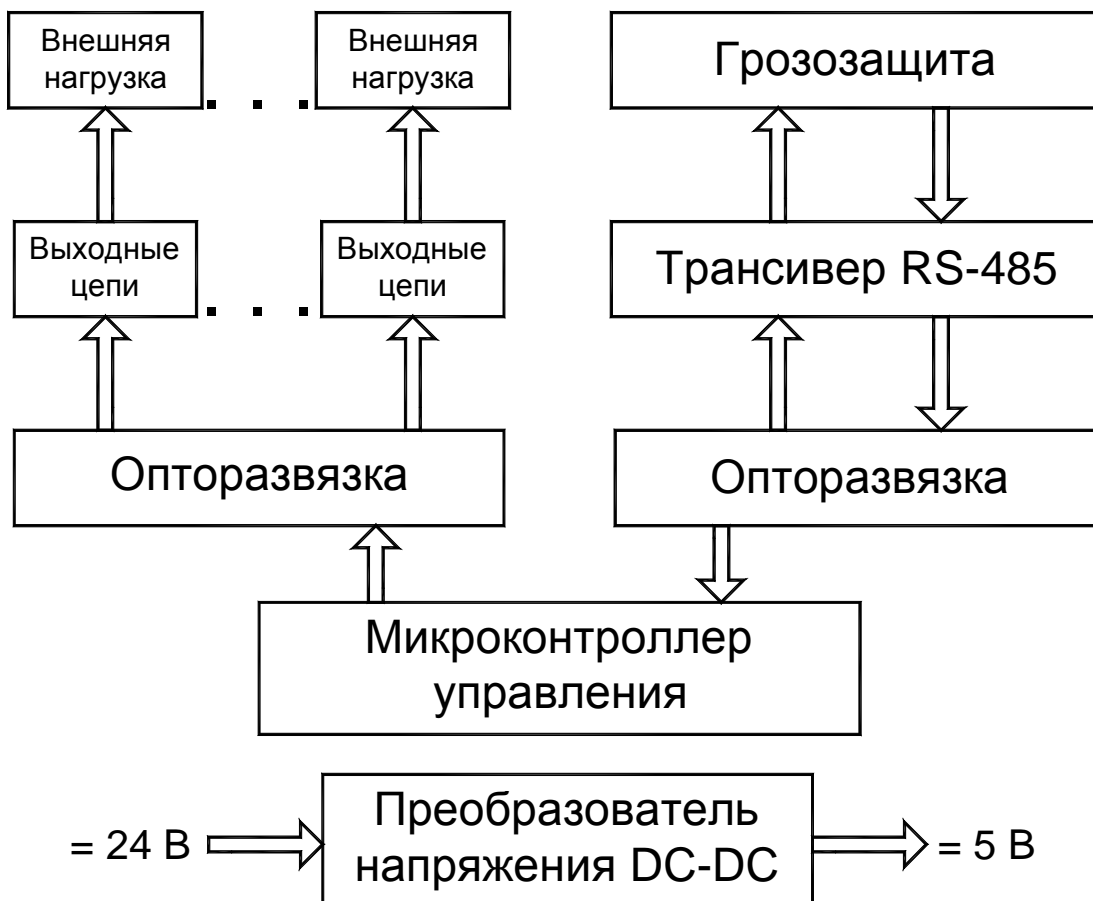 Внешняя
нагрузка
Внешняя
нагрузка
Грозозащита
. . .
Выходные
цепи
Выходные
цепи
Трансивер RS-485
. . .
Опторазвязка
Опторазвязка
Микроконтроллер
управления
= 24 В
Преобразователь
напряжения DC-DC
= 5 В